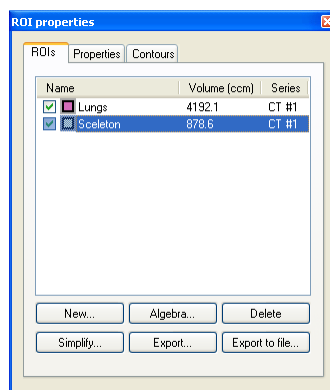 ROI properties
ROIs Properties Contours
Name Volume (ccm) Series
Lungs 4192.1 CT #1
Sceleton 878.6 CT #1
New... Algebra... Delete
Simplify... Export... Export to file...